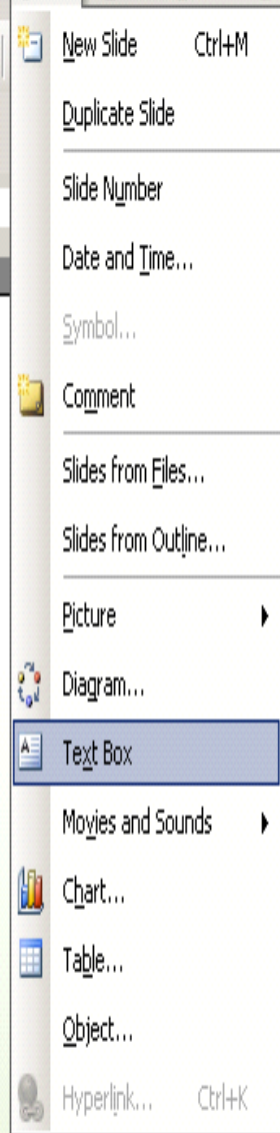 New Slide Ctrl+M
Duplicate Slide
Slide Number
Date and Time...
Symbol...
Comment
Slides from Files...
Slides from Outline...
Picture
Diagram...
Text Box
Movies and Sounds
Chart...
Table...
Object...
Hyperlink... Ctrl+K